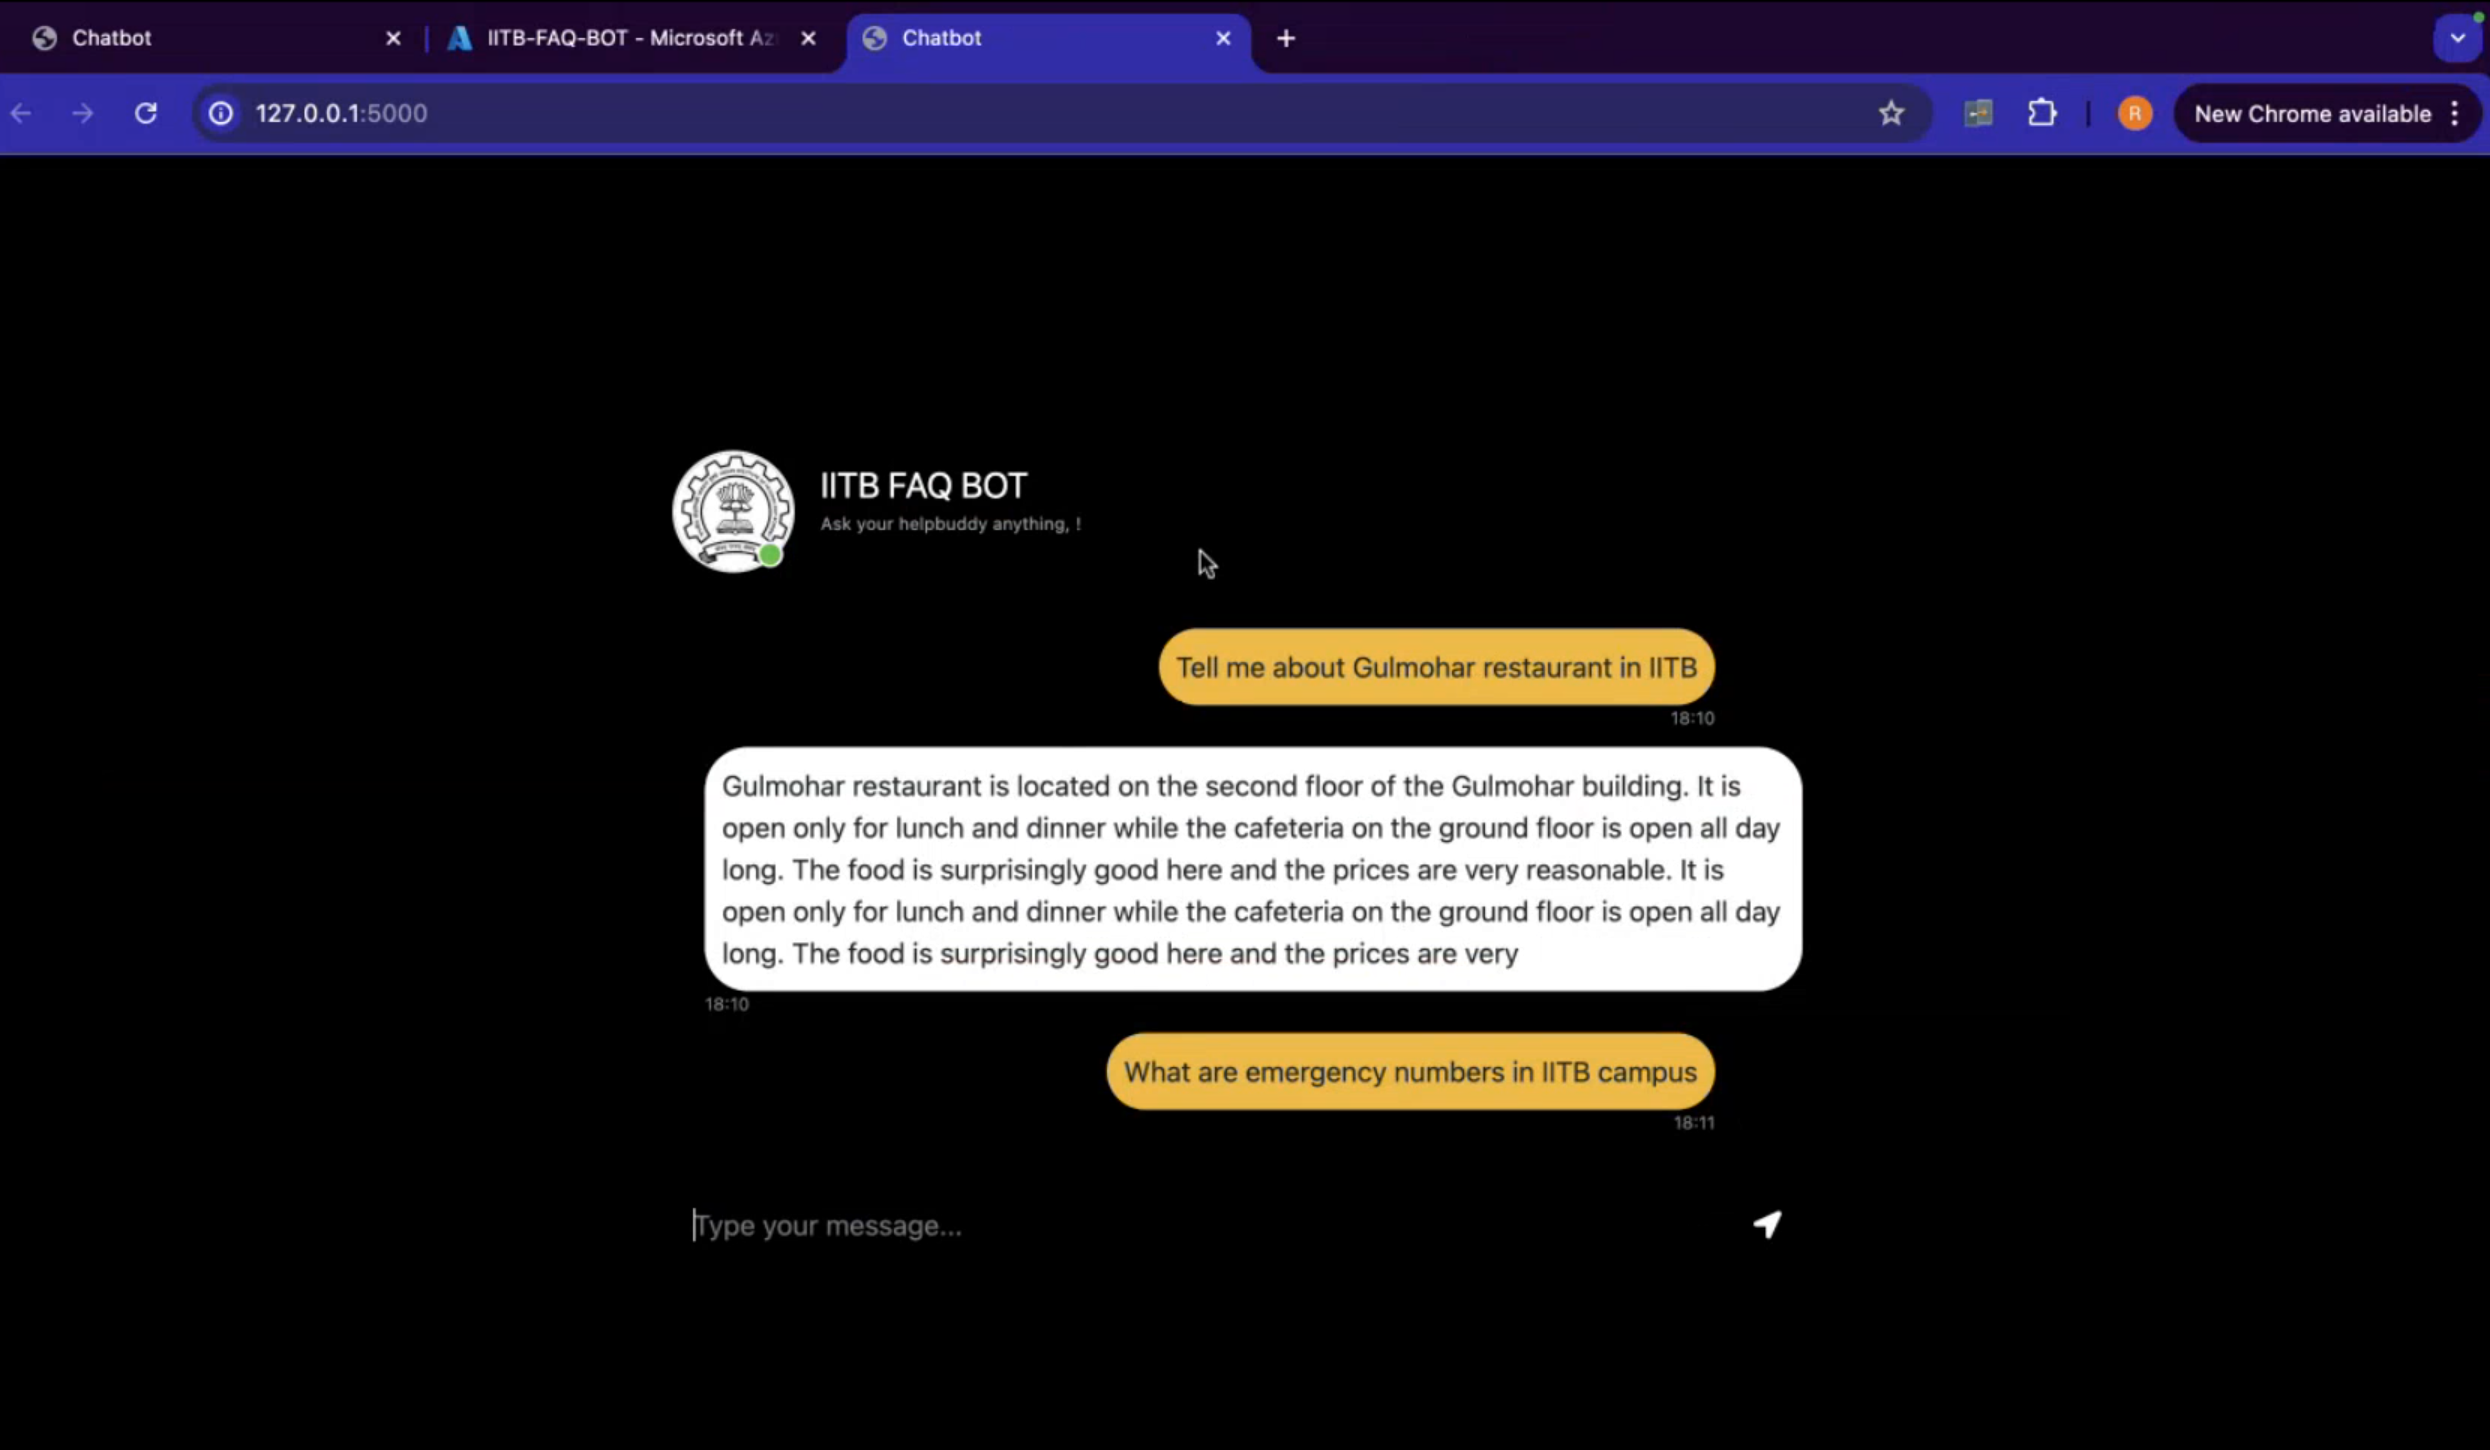 Chatbot
IITB-FAQ-BOT - Microsoft Az
Chatbot
127.0.0.1:5000
R
New Chrome available
IITB FAQ BOT
Ask your helpbuddy anything, !
Tell me about Gulmohar restaurant in IITB
18:10
Gulmohar restaurant is located on the second floor of the Gulmohar building. It is
open only for lunch and dinner while the cafeteria on the ground floor is open all day
long. The food is surprisingly good here and the prices are very reasonable. It is
open only for lunch and dinner while the cafeteria on the ground floor is open all day
long. The food is surprisingly good here and the prices are very
18:10
What are emergency numbers in IITB campus
18:11
Type your message...